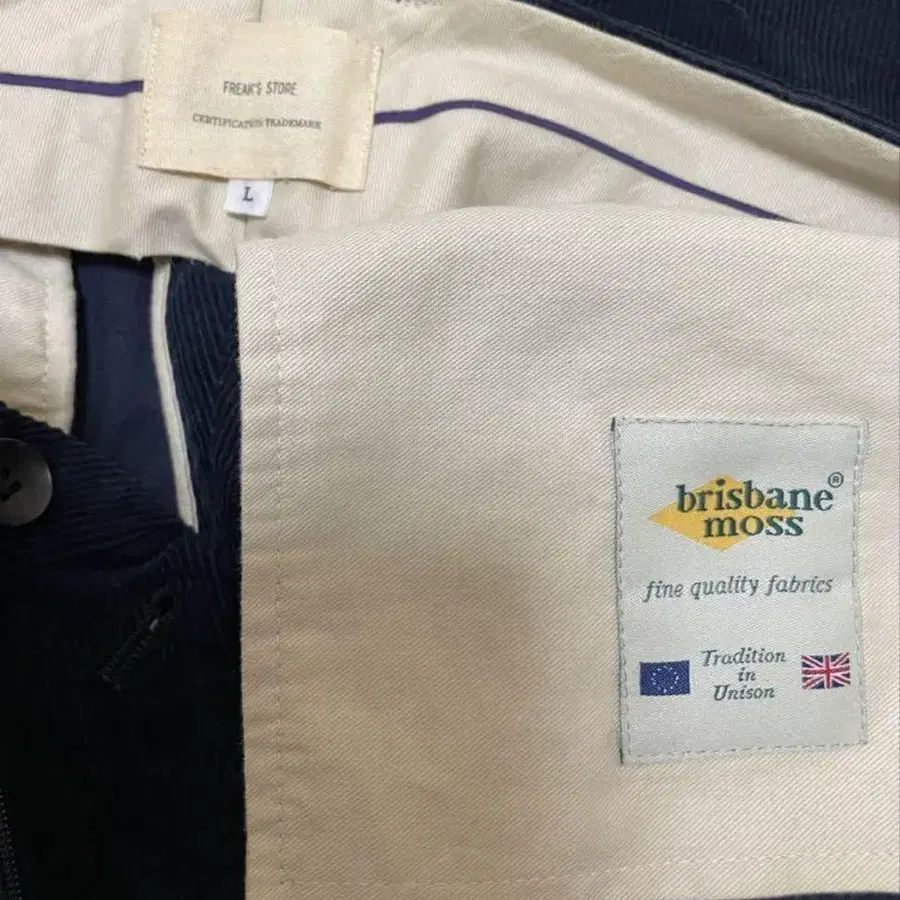 FREAK'S STORE
CERTIFICATED TRADEMARK
L
brisbane®
moss
fine quality fabrics
Tradition
in
Unison